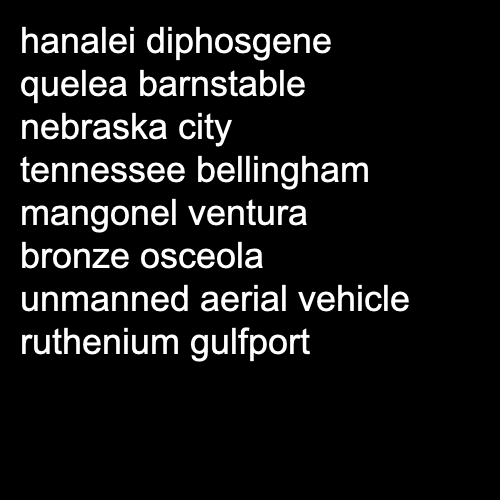 hanalei diphosgene
quelea barnstable
nebraska city
tennessee bellingham
mangonel ventura
bronze osceola
unmanned aerial vehicle
ruthenium gulfport